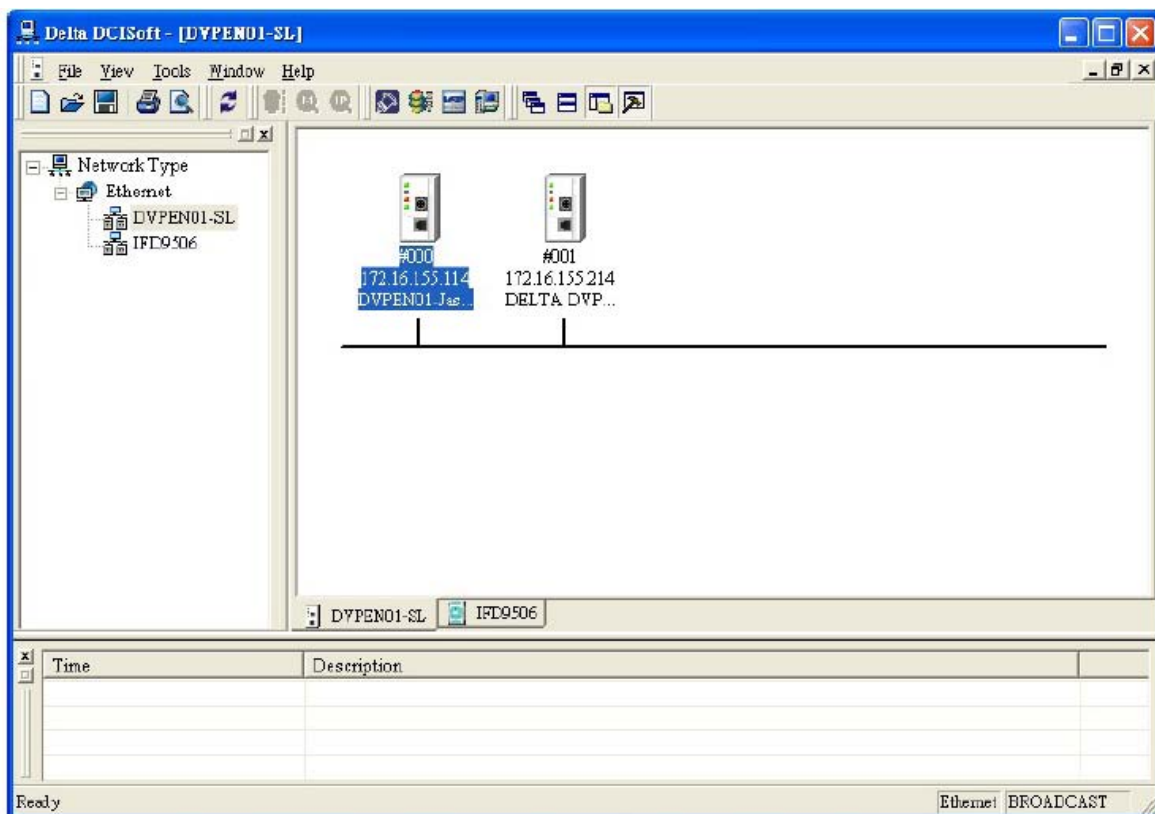 Delta DCISoft - [DVPEN01-SL]
File View Tools Window Help
Network Type
Ethernet
DVPEN01-SL
IFD9506
#000
172.16.155.114
DVPEN01-Jas...
#001
172.16.155.214
DELTA DVP...
DVPEN01-SL IFD9506
Time Description
Ready Ethernet BROADCAST